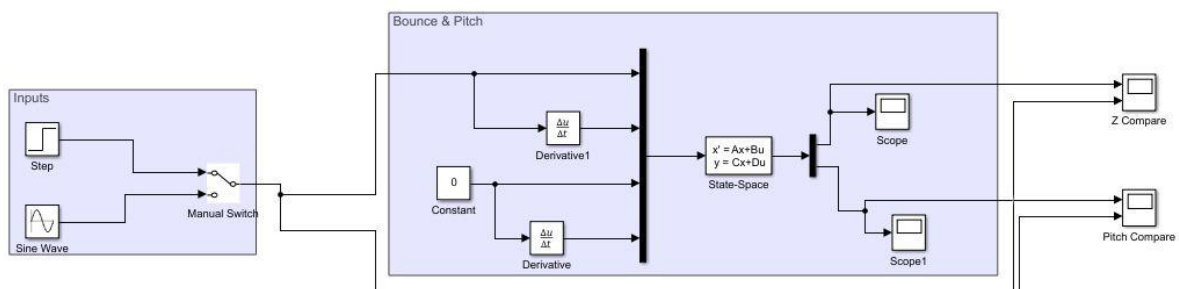 Bounce & Pitch
Inputs
Step
Manual Switch
Sine Wave
Δu
Δt
Derivative1
0
Constant
Δu
Δt
Derivative
x' = Ax+Bu
y = Cx+Du
State-Space
Scope
Scope1
Z Compare
Pitch Compare